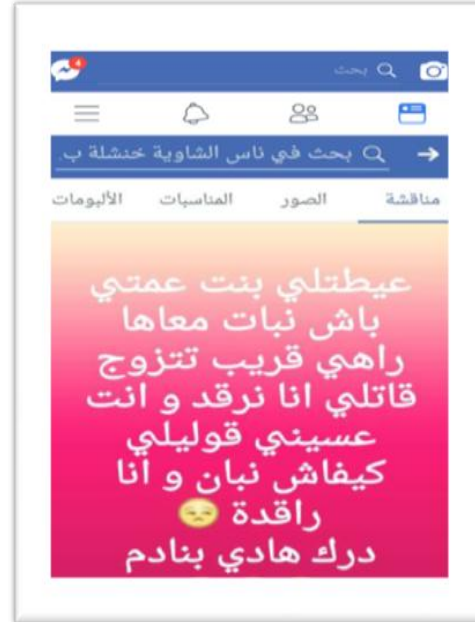 4
بحث
بحث في ناس الشاوية خنشلة ب.
مناقشة الصور المناسبات الألبومات
عيطتلي بنت عمتي
باش نبات معاها
راهي قريب تتزوج
قاتلي انا نرقد و انت
عسيني قوليلي
كيفاش نبان و انا
راقدة 😒
درك هادي بنادم